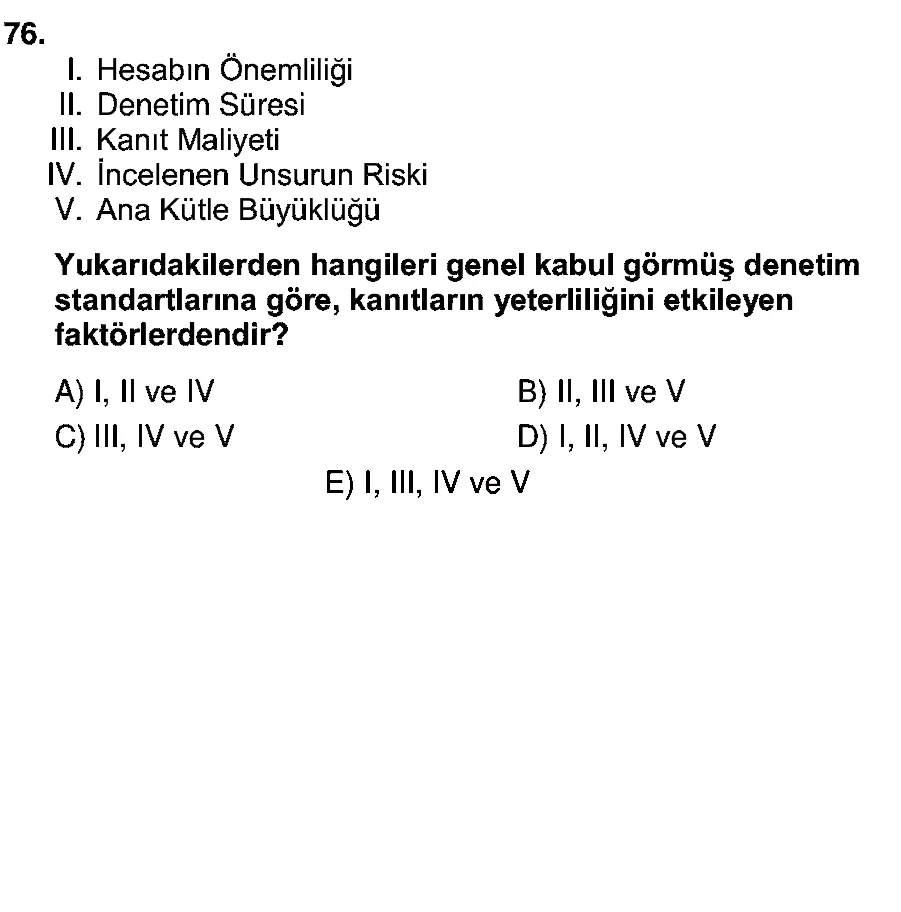 76.
I. Hesabın Önemliliği
II. Denetim Süresi
III. Kanıt Maliyeti
IV. İncelenen Unsurun Riski
V. Ana Kütle Büyüklüğü
Yukarıdakilerden hangileri genel kabul görmüş denetim
standartlarına göre, kanıtların yeterliliğini etkileyen
faktörlerdendir?
A) I, II ve IV B) II, III ve V
C) III, IV ve V D) I, II, IV ve V
E) I, III, IV ve V